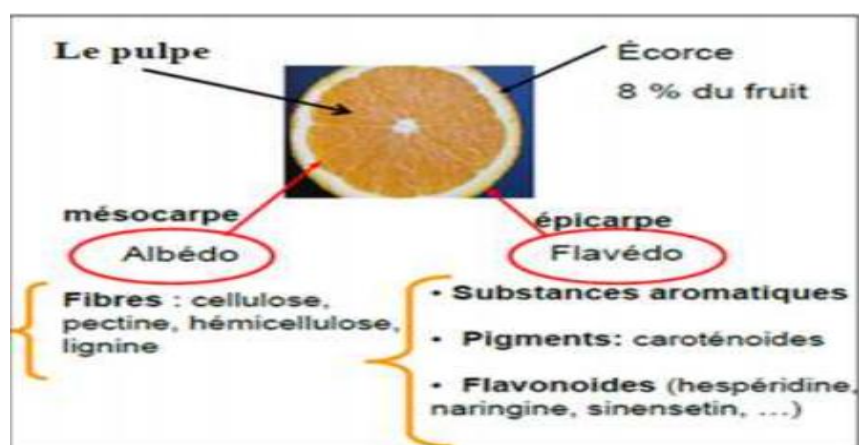 Le pulpe
Écorce
8 % du fruit
mésocarpe
Albédo
épicarpe
Flavédo
Fibres : cellulose,
pectine, hémicellulose,
lignine
• Substances aromatiques
• Pigments: caroténoides
• Flavonoides (hespéridine,
naringine, sinensetin, ...)